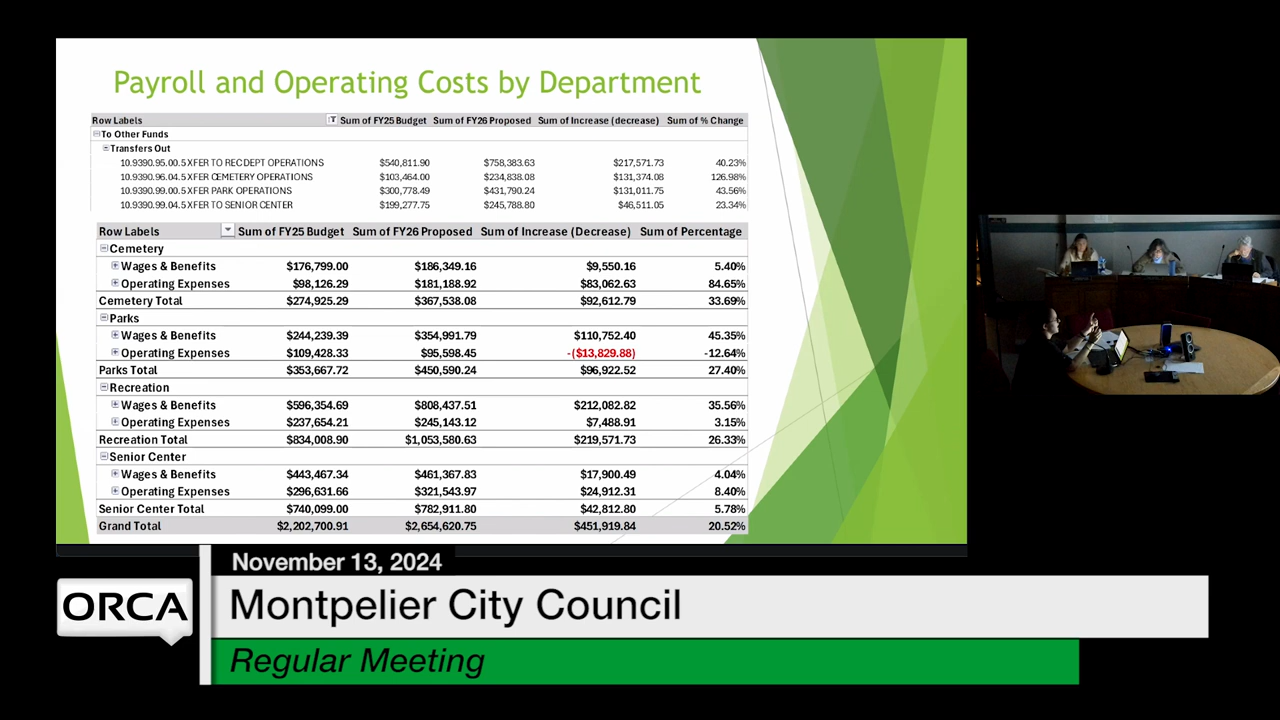 Payroll and Operating Costs by Department
Row Labels Sum of FY25 Budget Sum of FY26 Proposed Sum of Increase (decrease) Sum of % Change
To Other Funds
Transfers Out
10.9390.95.00.5 XFER TO REC DEPT OPERATIONS $540,811.90 $758,383.63 $217,571.73 40.23%
10.9390.96.04.5 XFER CEMETERY OPERATIONS $103,464.00 $234,838.08 $131,374.08 126.98%
10.9390.99.00.5 XFER PARK OPERATIONS $300,778.49 $431,790.24 $131,011.75 43.56%
10.9390.99.04.5 XFER TO SENIOR CENTER $199,277.75 $245,788.80 $46,511.05 23.34%
Row Labels Sum of FY25 Budget Sum of FY26 Proposed Sum of Increase (Decrease) Sum of Percentage
Cemetery
Wages & Benefits $176,799.00 $186,349.16 $9,550.16 5.40%
Operating Expenses $98,126.29 $181,188.92 $83,062.63 84.65%
Cemetery Total $274,925.29 $367,538.08 $92,612.79 33.69%
Parks
Wages & Benefits $244,239.39 $354,991.79 $110,752.40 45.35%
Operating Expenses $109,428.33 $95,598.45 -($13,829.88) -12.64%
Parks Total $353,667.72 $450,590.24 $96,922.52 27.40%
Recreation
Wages & Benefits $596,354.69 $808,437.51 $212,082.82 35.56%
Operating Expenses $237,654.21 $245,143.12 $7,488.91 3.15%
Recreation Total $834,008.90 $1,053,580.63 $219,571.73 26.33%
Senior Center
Wages & Benefits $443,467.34 $461,367.83 $17,900.49 4.04%
Operating Expenses $296,631.66 $321,543.97 $24,912.31 8.40%
Senior Center Total $740,099.00 $782,911.80 $42,812.80 5.78%
Grand Total $2,202,700.91 $2,654,620.75 $451,919.84 20.52%
November 13, 2024
ORCA
Montpelier City Council
Regular Meeting